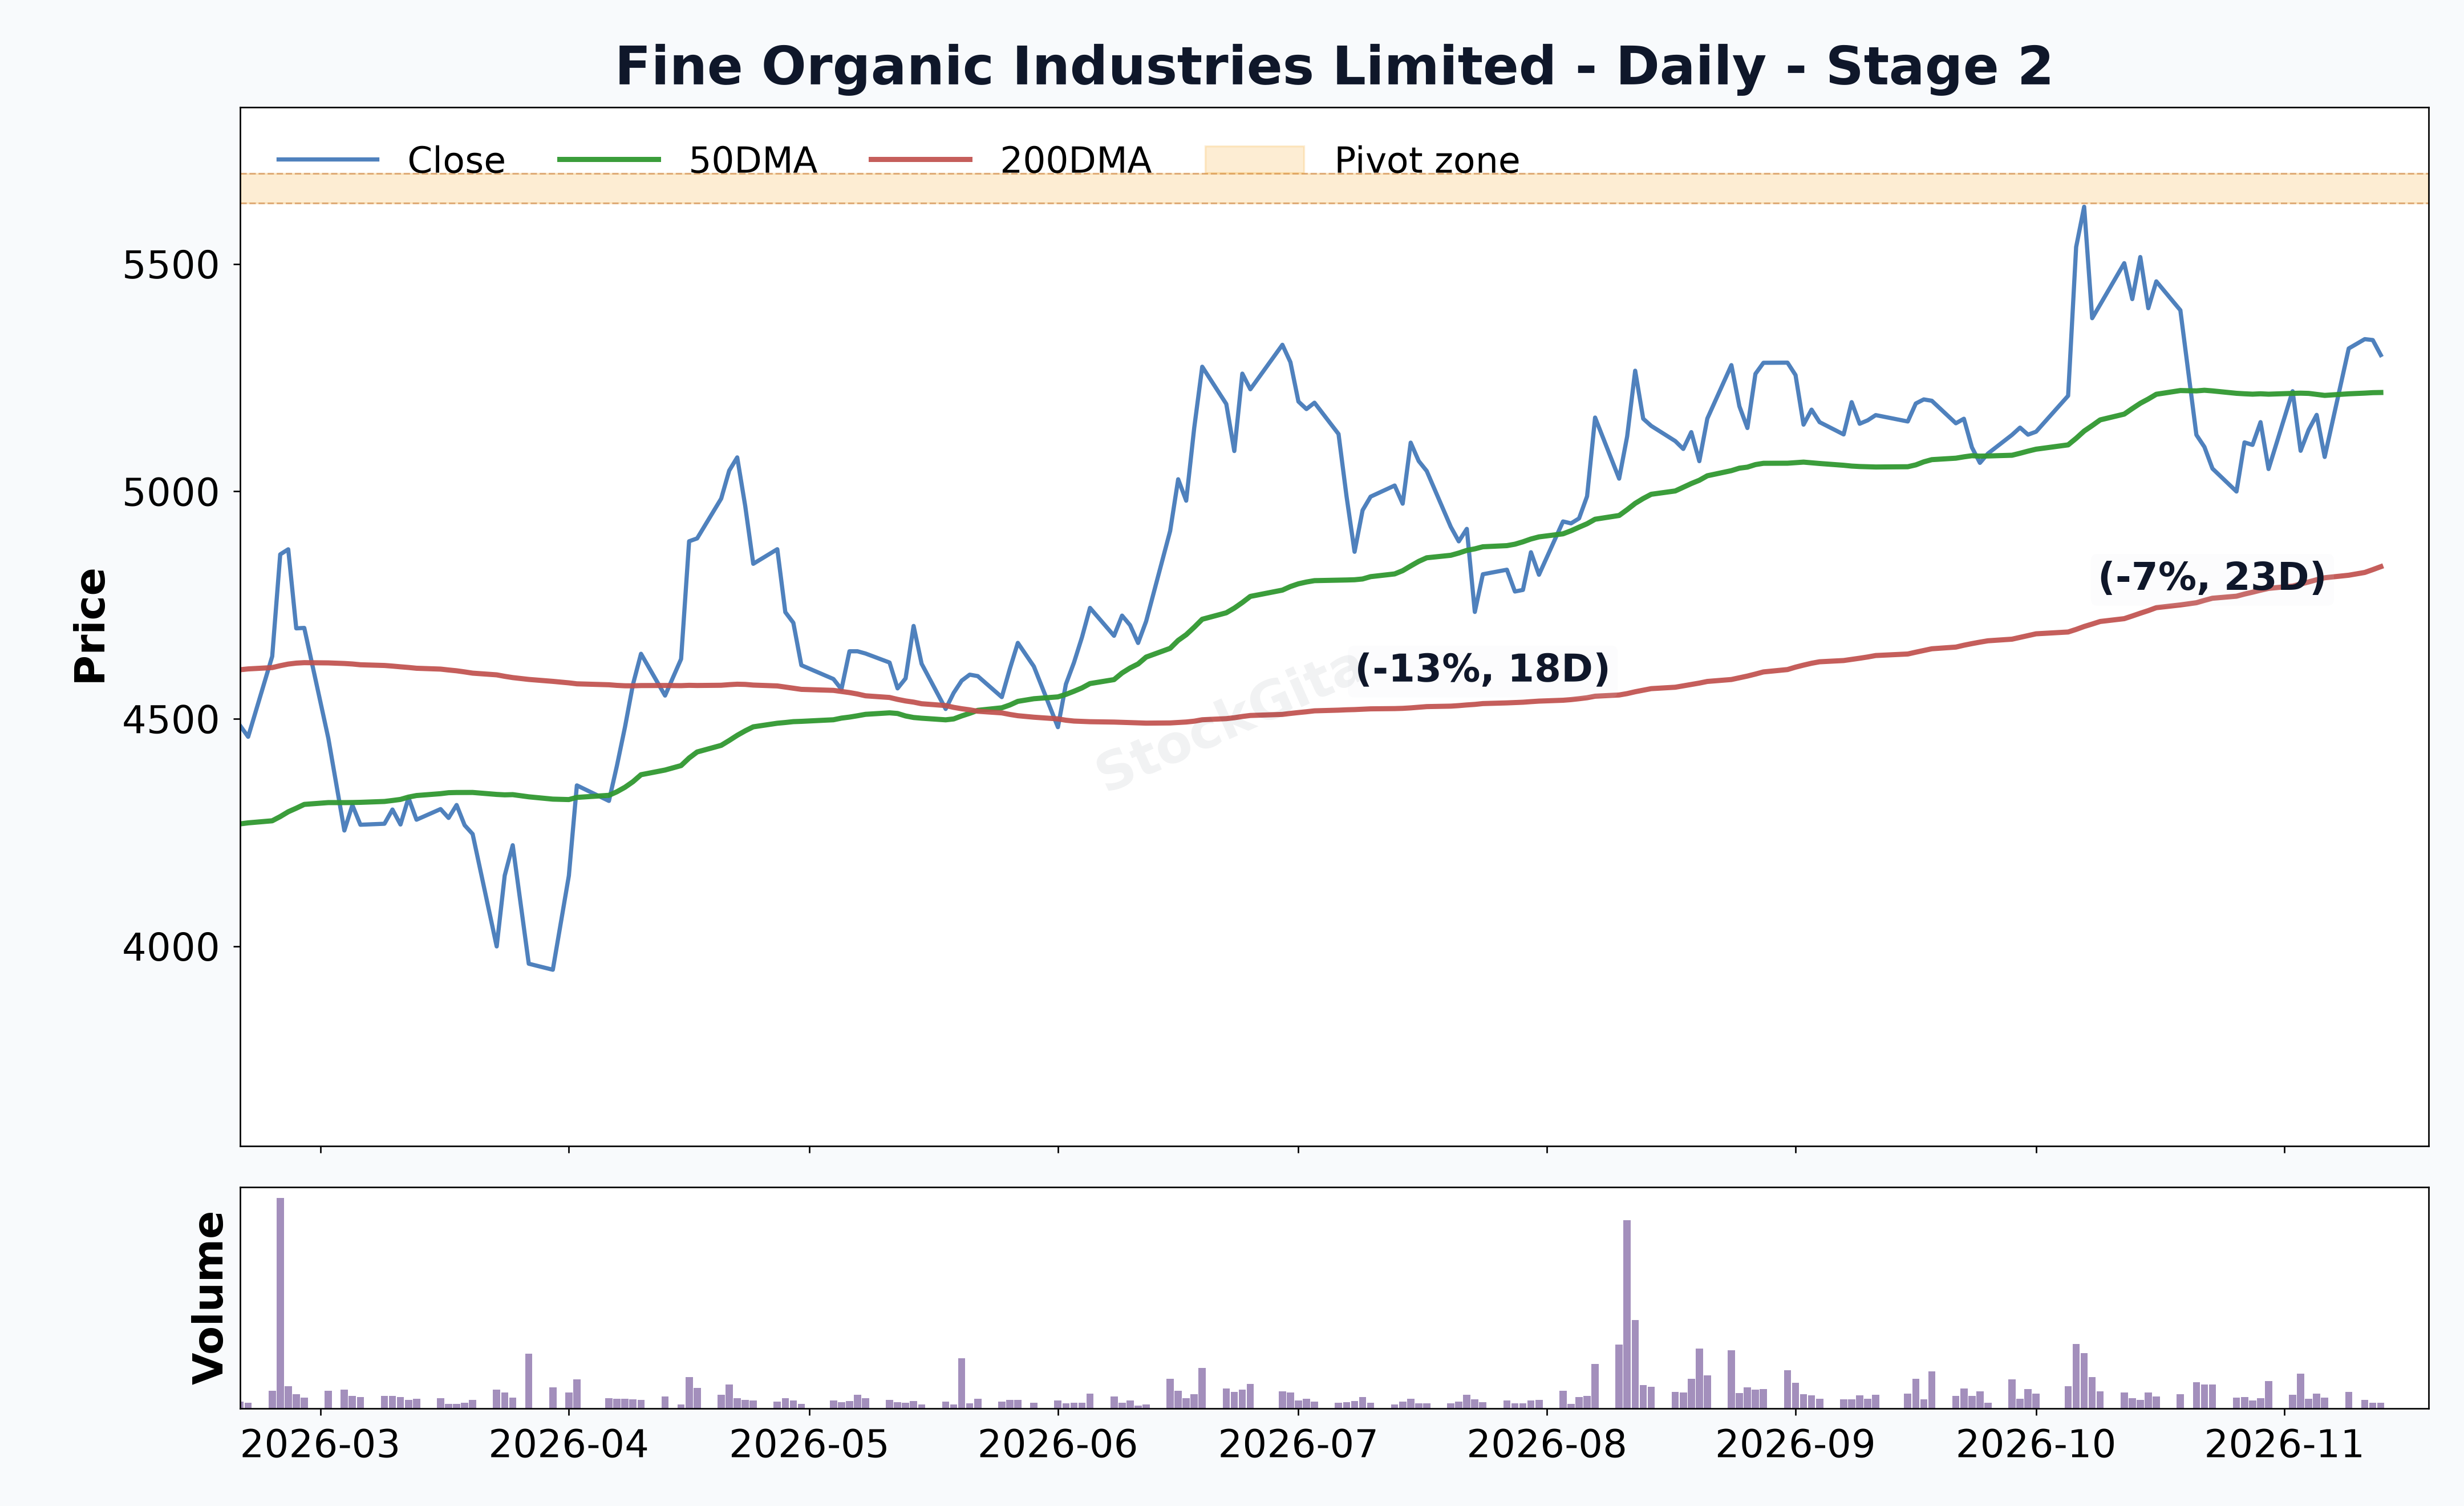 Fine Organic Industries Limited - Daily - Stage 2
Close 50DMA 200DMA Pivot zone
5500
5000
4500
4000
Price
(-7%, 23D)
(-13%, 18D)
StockGita
Volume
2026-03 2026-04 2026-05 2026-06 2026-07 2026-08 2026-09 2026-10 2026-11